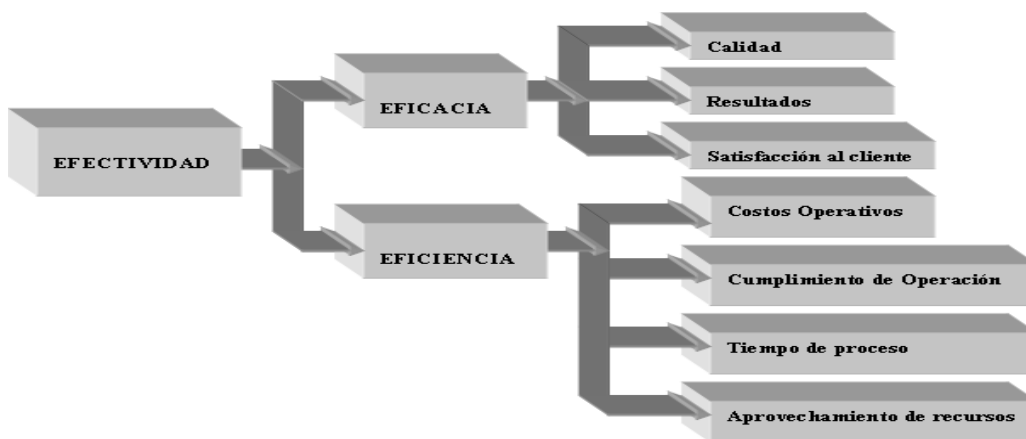 EFECTIVIDAD
EFICACIA
EFICIENCIA
Calidad
Resultados
Satisfacción al cliente
Costos Operativos
Cumplimiento de Operación
Tiempo de proceso
Aprovechamiento de recursos